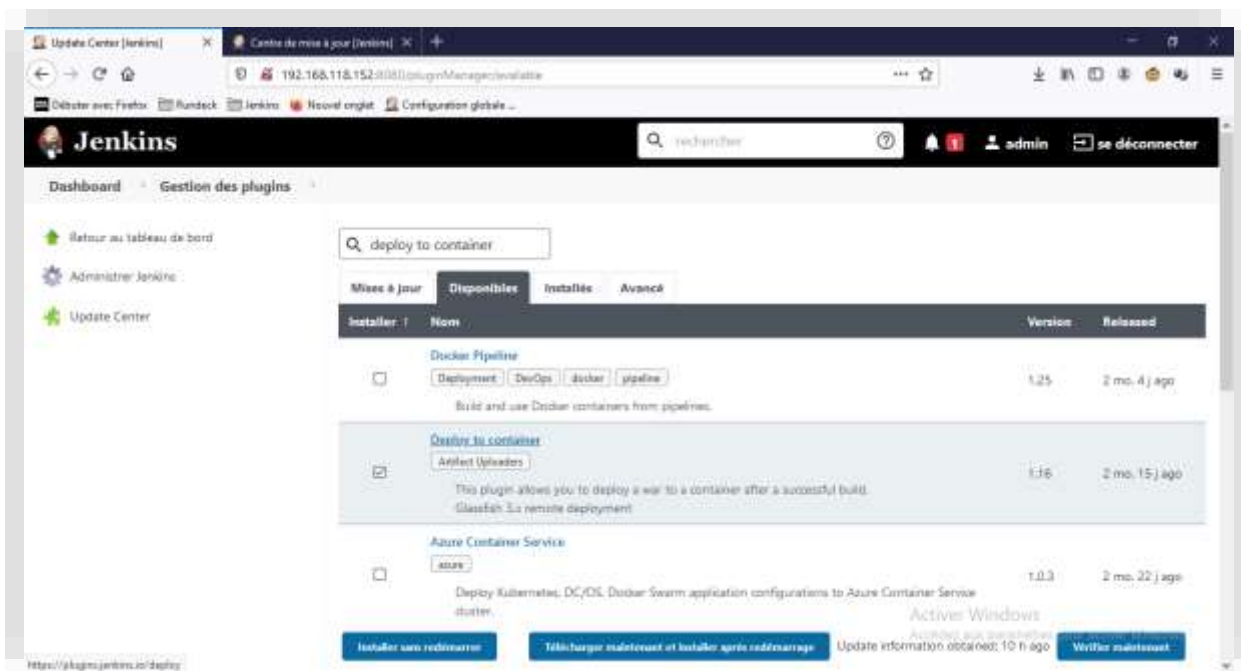 Update Center [Jenkins]
Centre de mise à jour [Jenkins]
192.168.118.152:8080/pluginManager/available
Débuter avec Firefox Rundeck Jenkins Nouvel onglet Configuration globale ...
Jenkins
rechercher
1
admin
se déconnecter
Dashboard
Gestion des plugins
Retour au tableau de bord
Administrer Jenkins
Update Center
deploy to container
Mises à jour Disponibles Installés Avancé
Installer ↑ Nom Version Released
Docker Pipeline
Deployment DevOps docker pipeline
Build and use Docker containers from pipelines.
1.25 2 mo. 4 j ago
Deploy to container
Artifact Uploaders
This plugin allows you to deploy a war to a container after a successful build.
Glassfish 3.x remote deployment
1.16 2 mo. 15 j ago
Azure Container Service
azure
Deploy Kubernetes, DC/OS, Docker Swarm application configurations to Azure Container Service
cluster.
1.0.3 2 mo. 22 j ago
Activer Windows
Installer sans redémarrer
Télécharger maintenant et installer après redémarrage
Update information obtained: 10 h ago
Vérifier maintenant
https://plugins.jenkins.io/deploy